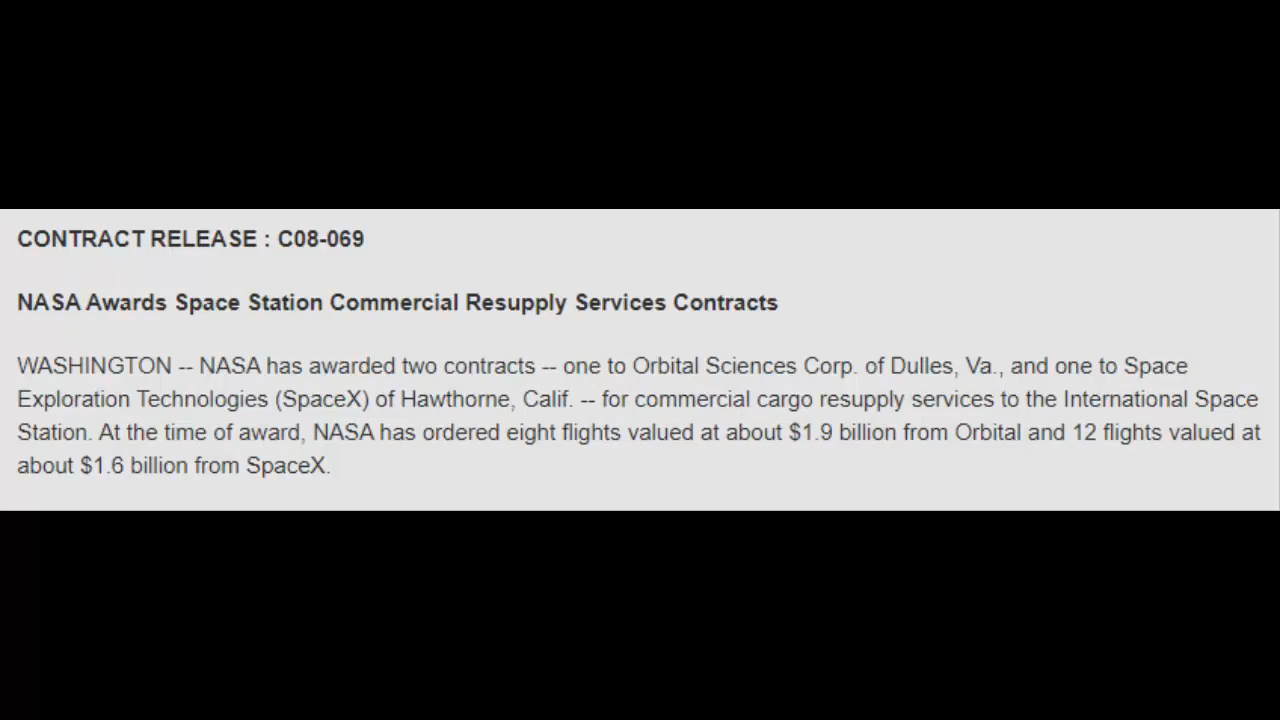 CONTRACT RELEASE : C08-069
NASA Awards Space Station Commercial Resupply Services Contracts
WASHINGTON -- NASA has awarded two contracts -- one to Orbital Sciences Corp. of Dulles, Va., and one to Space
Exploration Technologies (SpaceX) of Hawthorne, Calif. -- for commercial cargo resupply services to the International Space
Station. At the time of award, NASA has ordered eight flights valued at about $1.9 billion from Orbital and 12 flights valued at
about $1.6 billion from SpaceX.